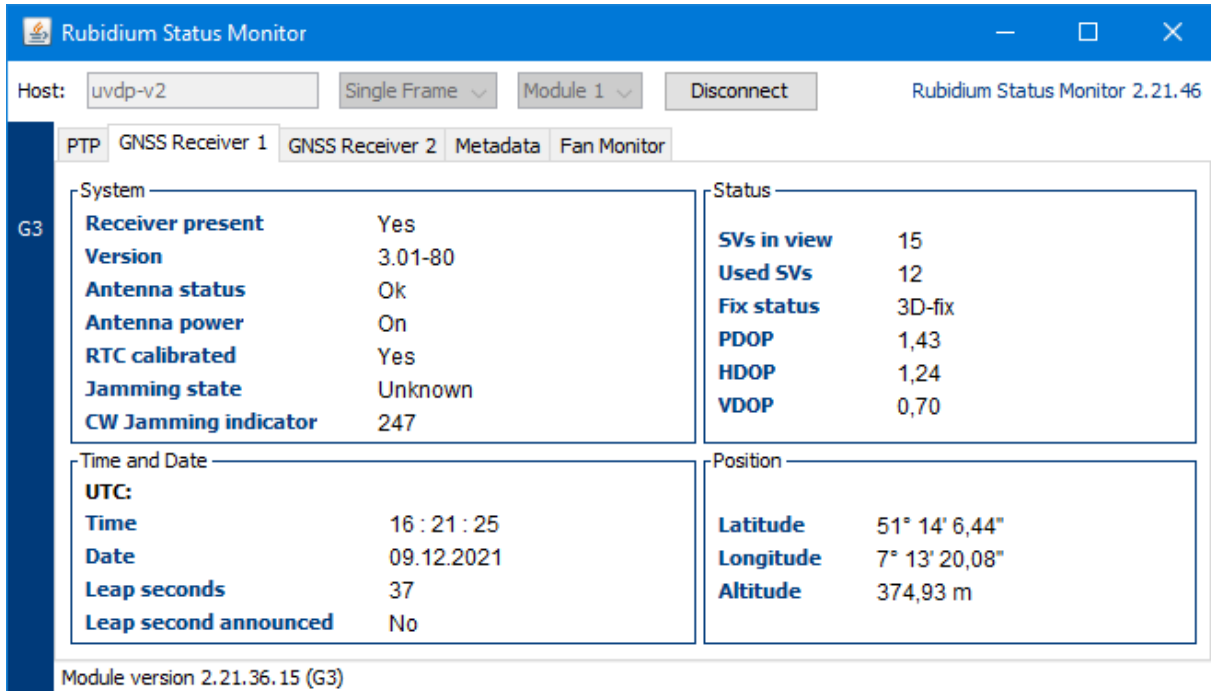 Rubidium Status Monitor
Host: uvdp-v2 Single Frame Module 1 Disconnect Rubidium Status Monitor 2.21.46
PTP GNSS Receiver 1 GNSS Receiver 2 Metadata Fan Monitor
G3
System
Receiver present Yes
Version 3.01-80
Antenna status Ok
Antenna power On
RTC calibrated Yes
Jamming state Unknown
CW Jamming indicator 247
Status
SVs in view 15
Used SVs 12
Fix status 3D-fix
PDOP 1,43
HDOP 1,24
VDOP 0,70
Time and Date
UTC:
Time 16 : 21 : 25
Date 09.12.2021
Leap seconds 37
Leap second announced No
Position
Latitude 51° 14' 6,44"
Longitude 7° 13' 20,08"
Altitude 374,93 m
Module version 2.21.36.15 (G3)